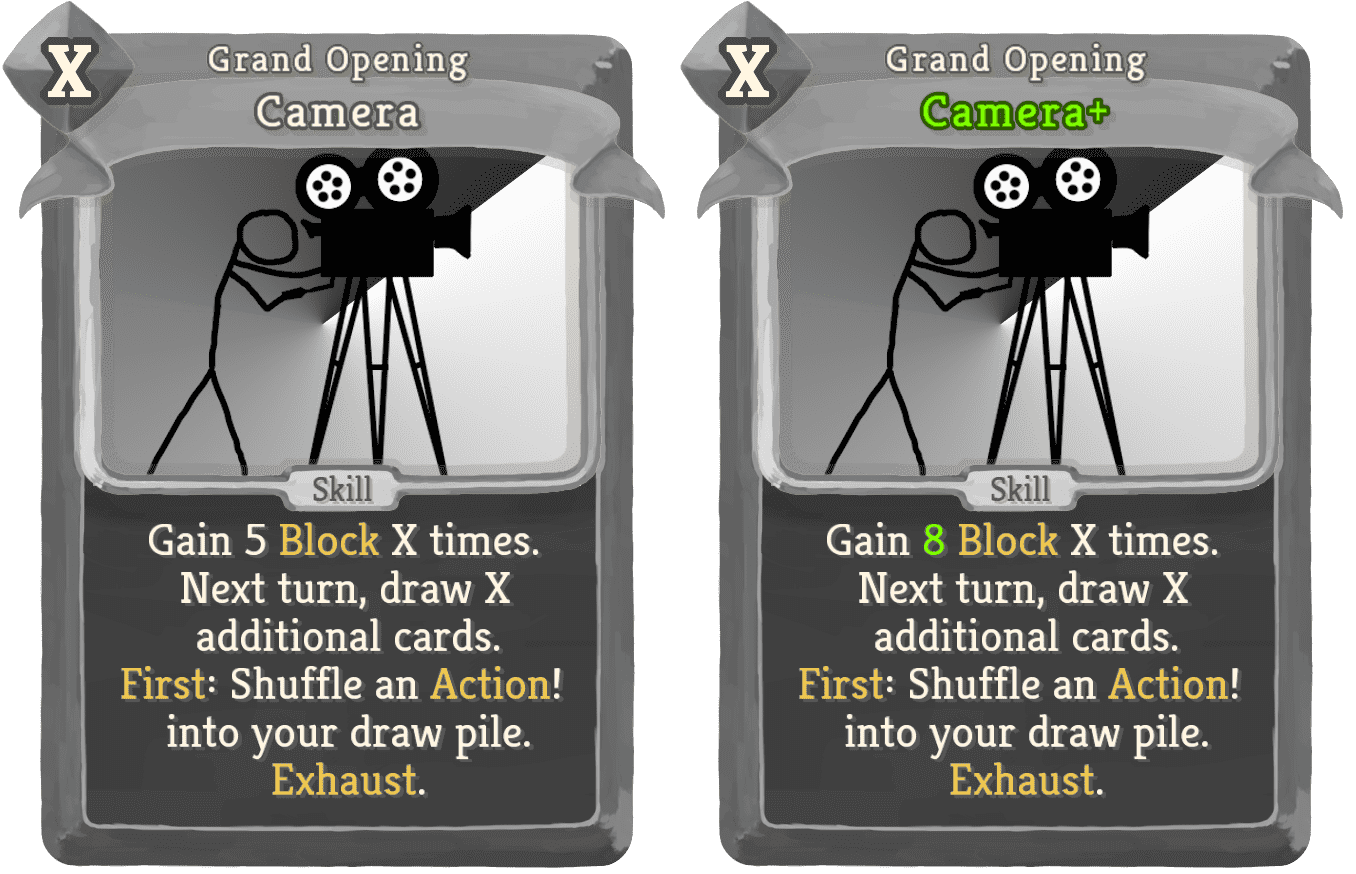 X
Grand Opening
Camera
Skill
Gain 5 Block X times.
Next turn, draw X
additional cards.
First: Shuffle an Action!
into your draw pile.
Exhaust.
X
Grand Opening
Camera+
Skill
Gain 8 Block X times.
Next turn, draw X
additional cards.
First: Shuffle an Action!
into your draw pile.
Exhaust.